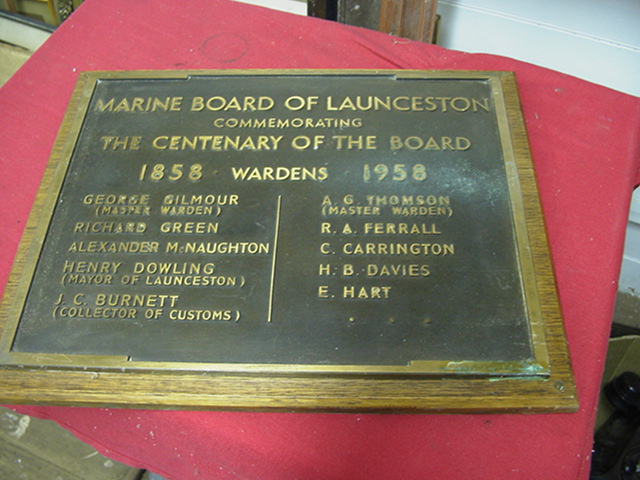 MARINE BOARD OF LAUNCESTON
COMMEMORATING
THE CENTENARY OF THE BOARD
1858 WARDENS 1958
GEORGE GILMOUR
(MASTER WARDEN)
RICHARD GREEN
ALEXANDER McNAUGHTON
HENRY DOWLING
(MAYOR OF LAUNCESTON)
J. C. BURNETT
(COLLECTOR OF CUSTOMS)
A. G. THOMSON
(MASTER WARDEN)
R. A. FERRALL
C. CARRINGTON
H. B. DAVIES
E. HART